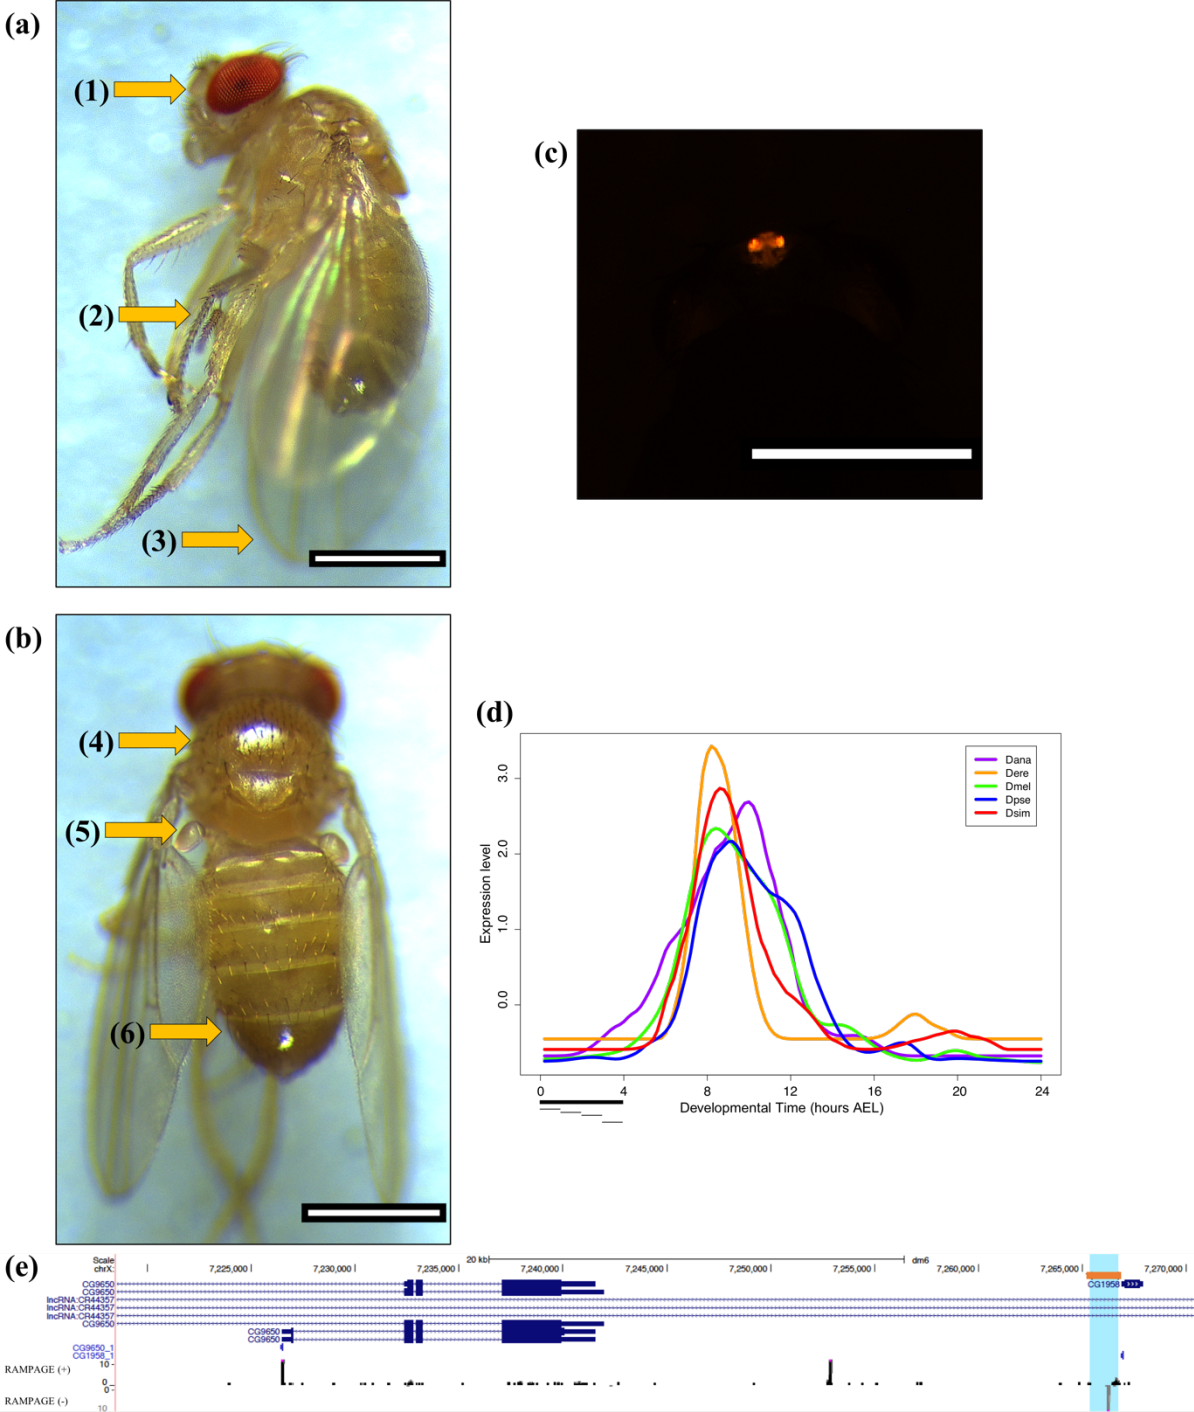 (a)
(1)
(2)
(3)
(b)
(4)
(5)
(6)
(c)
(d)
Expression level
3.0
2.0
1.0
0.0
Dana
Dere
Dmel
Dpse
Dsim
0 4 8 12 16 20 24
Developmental Time (hours AEL)
(e)
Scale 20 kb dm6
chrX: 7,225,000 7,230,000 7,235,000 7,240,000 7,245,000 7,250,000 7,255,000 7,260,000 7,265,000 7,270,000
CG9650 CG1958
CG9650
lncRNA:CR44357
lncRNA:CR44357
lncRNA:CR44357
CG9650
CG9650
CG9650
CG9650_1
CG1958_1
10
RAMPAGE (+)
0
0
RAMPAGE (-)
10